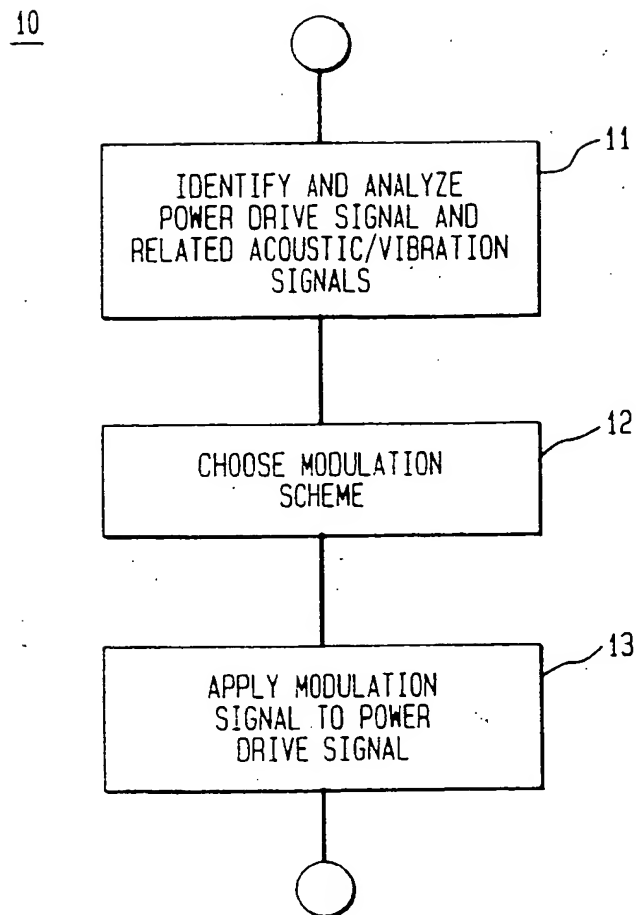 10
11
IDENTIFY AND ANALYZE
POWER DRIVE SIGNAL AND
RELATED ACOUSTIC/VIBRATION
SIGNALS
12
CHOOSE MODULATION
SCHEME
13
APPLY MODULATION
SIGNAL TO POWER
DRIVE SIGNAL